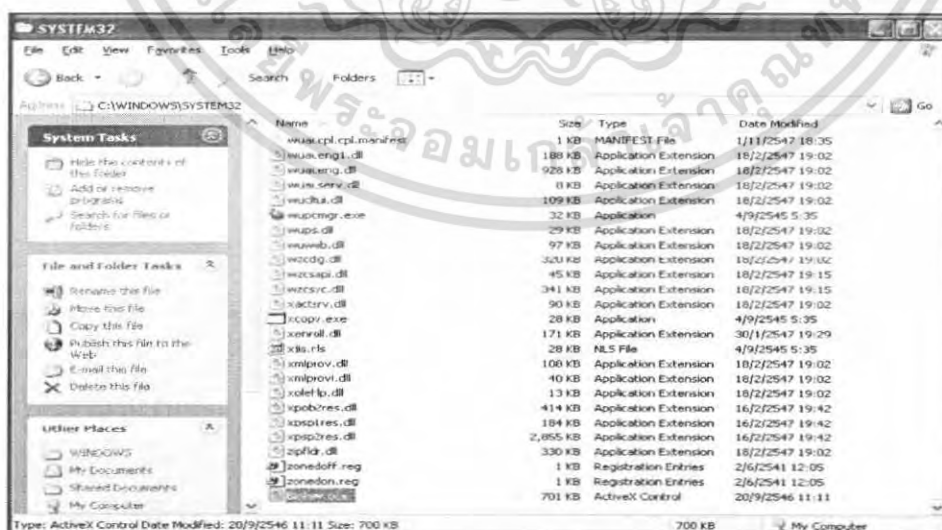 SYSTEM32
File Edit View Favorites Tools Help
Back Search Folders
Address C:\WINDOWS\SYSTEM32 Go
System Tasks
Hide the contents of
this folder
Add or remove
programs
Search for files or
folders
File and Folder Tasks
Rename this file
Move this file
Copy this file
Publish this file to the
Web
E-mail this file
Delete this file
Other Places
WINDOWS
My Documents
Shared Documents
My Computer
Name Size Type Date Modified
wuaucpl.cpl.manifest 1 KB MANIFEST File 1/11/2547 18:35
wuaueng1.dll 188 KB Application Extension 18/2/2547 19:02
wuaueng.dll 928 KB Application Extension 18/2/2547 19:02
wuauserv.dll 8 KB Application Extension 18/2/2547 19:02
wucltui.dll 109 KB Application Extension 18/2/2547 19:02
wupdmgr.exe 32 KB Application 4/9/2545 5:35
wups.dll 29 KB Application Extension 18/2/2547 19:02
wuweb.dll 97 KB Application Extension 18/2/2547 19:02
wzcdlg.dll 320 KB Application Extension 18/2/2547 19:02
wzcsapi.dll 45 KB Application Extension 18/2/2547 19:15
wzcsvc.dll 341 KB Application Extension 18/2/2547 19:15
xactsrv.dll 90 KB Application Extension 18/2/2547 19:02
xcopy.exe 28 KB Application 4/9/2545 5:35
xenroll.dll 171 KB Application Extension 30/1/2547 19:29
xjis.nls 28 KB NLS File 4/9/2545 5:35
xmlprov.dll 108 KB Application Extension 18/2/2547 19:02
xmlprovi.dll 40 KB Application Extension 18/2/2547 19:02
xolehlp.dll 13 KB Application Extension 18/2/2547 19:02
xpob2res.dll 414 KB Application Extension 16/2/2547 19:42
xpsp1res.dll 184 KB Application Extension 16/2/2547 19:42
xpsp2res.dll 2,855 KB Application Extension 16/2/2547 19:42
zipfldr.dll 330 KB Application Extension 18/2/2547 19:02
zonedoff.reg 1 KB Registration Entries 2/6/2541 12:05
zonedon.reg 1 KB Registration Entries 2/6/2541 12:05
701 KB ActiveX Control 20/9/2546 11:11
Type: ActiveX Control Date Modified: 20/9/2546 11:11 Size: 700 KB 700 KB My Computer